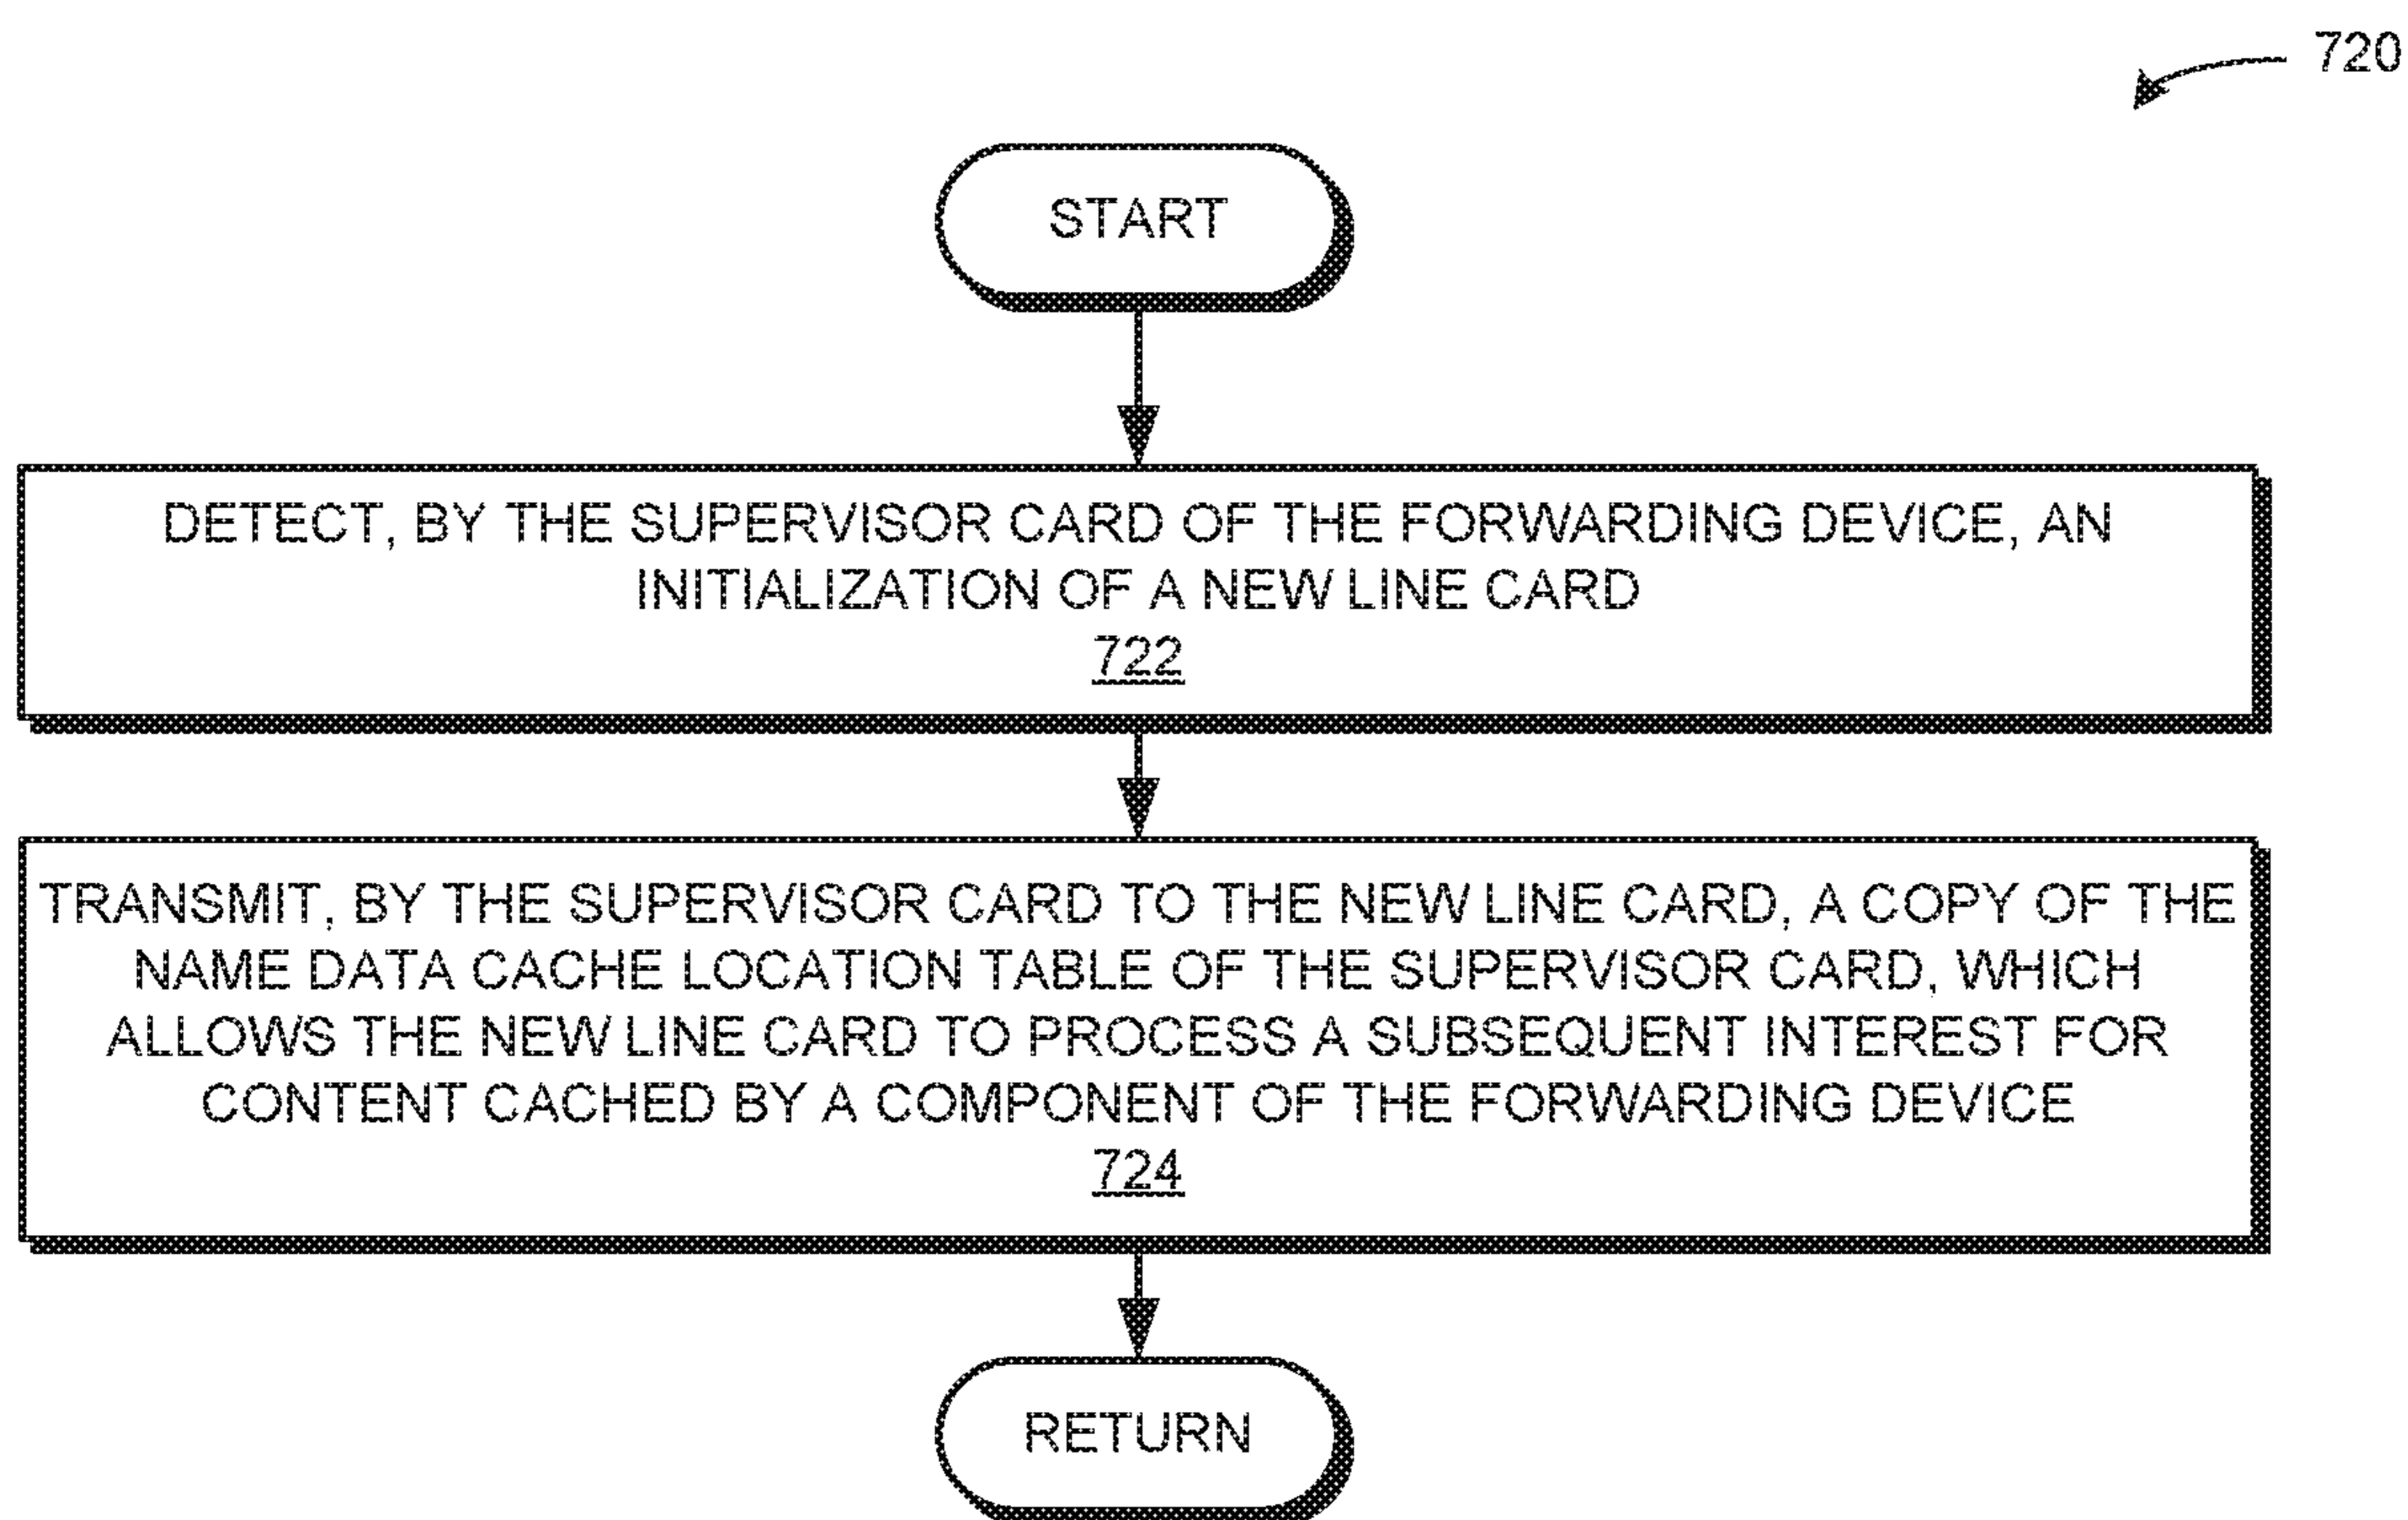 720
START
DETECT, BY THE SUPERVISOR CARD OF THE FORWARDING DEVICE, AN
INITIALIZATION OF A NEW LINE CARD
722
TRANSMIT, BY THE SUPERVISOR CARD TO THE NEW LINE CARD, A COPY OF THE
NAME DATA CACHE LOCATION TABLE OF THE SUPERVISOR CARD, WHICH
ALLOWS THE NEW LINE CARD TO PROCESS A SUBSEQUENT INTEREST FOR
CONTENT CACHED BY A COMPONENT OF THE FORWARDING DEVICE
724
RETURN